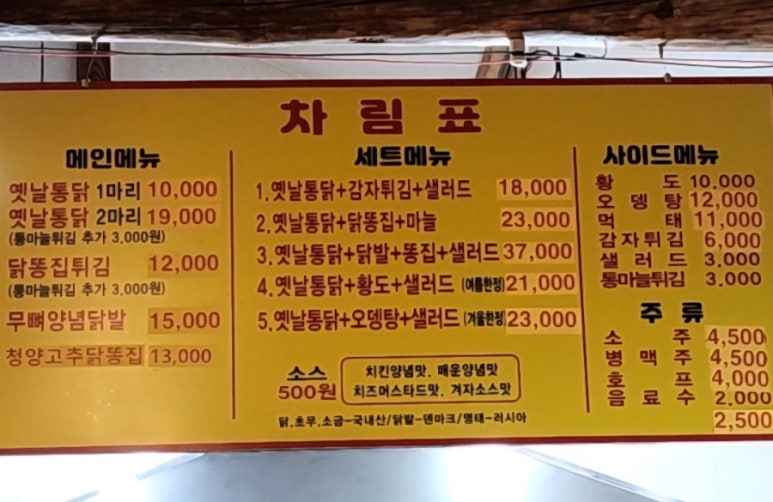 차림표
메인메뉴
옛날통닭 1마리 10,000
옛날통닭 2마리 19,000
(통마늘튀김 추가 3,000원)
닭똥집튀김 12,000
(통마늘튀김 추가 3,000원)
무뼈양념닭발 15,000
청양고추닭똥집 13,000
세트메뉴
1.옛날통닭+감자튀김+샐러드 18,000
2.옛날통닭+닭똥집+마늘 23,000
3.옛날통닭+닭발+똥집+샐러드 37,000
4.옛날통닭+황도+샐러드 (여름한정) 21,000
5.옛날통닭+오뎅탕+샐러드 (겨울한정) 23,000
소스
500원
치킨양념맛. 매운양념맛
치즈머스타드맛. 겨자소스맛
닭.초무.소금-국내산/닭발-덴마크/명태-러시아
사이드메뉴
황도 10.000
오뎅탕 12,000
먹태 11,000
감자튀김 6,000
샐러드 3.000
통마늘튀김 3.000
주류
소주 4,500
병맥주 4,500
호프 4,000
음료수 2.000
2,500